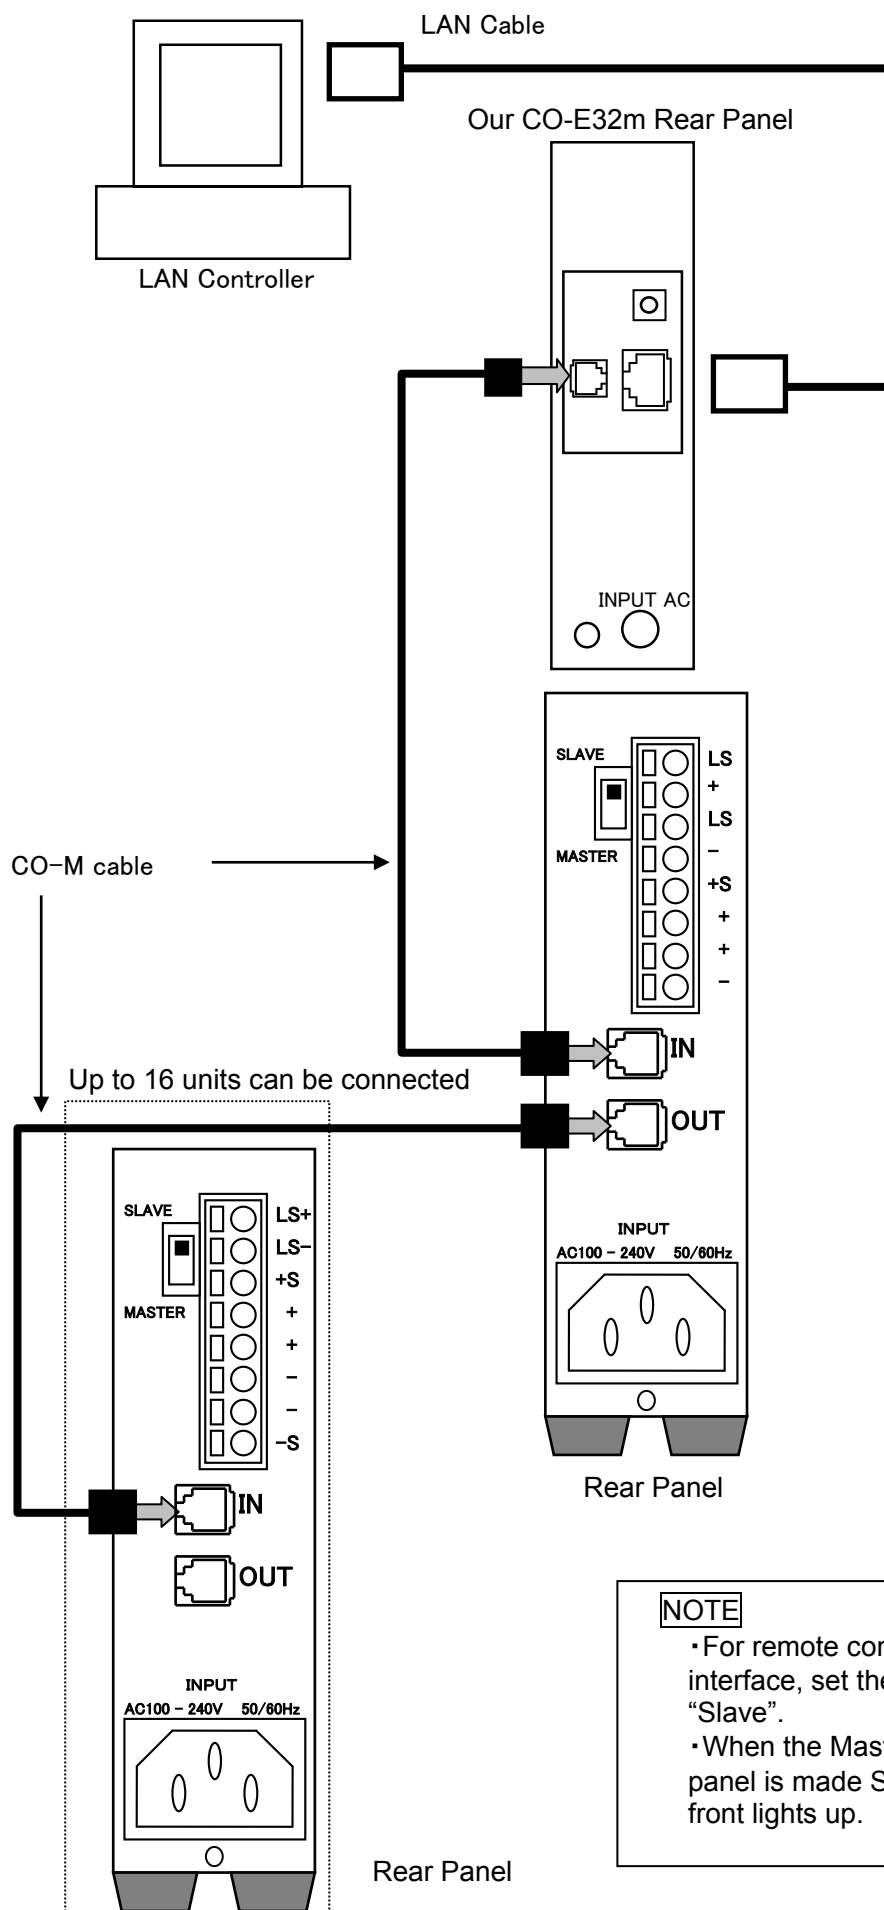 LAN Cable
Our CO-E32m Rear Panel
LAN Controller
INPUT AC
SLAVE
MASTER
LS
+
LS
−
+S
+
+
−
CO-M cable
IN
OUT
Up to 16 units can be connected
INPUT
AC100 - 240V 50/60Hz
Rear Panel
SLAVE
MASTER
LS+
LS-
+S
+
+
−
−
-S
IN
OUT
INPUT
AC100 - 240V 50/60Hz
Rear Panel
NOTE
・For remote
interface, set
“Slave”.
・When the
panel is made
front lights up.